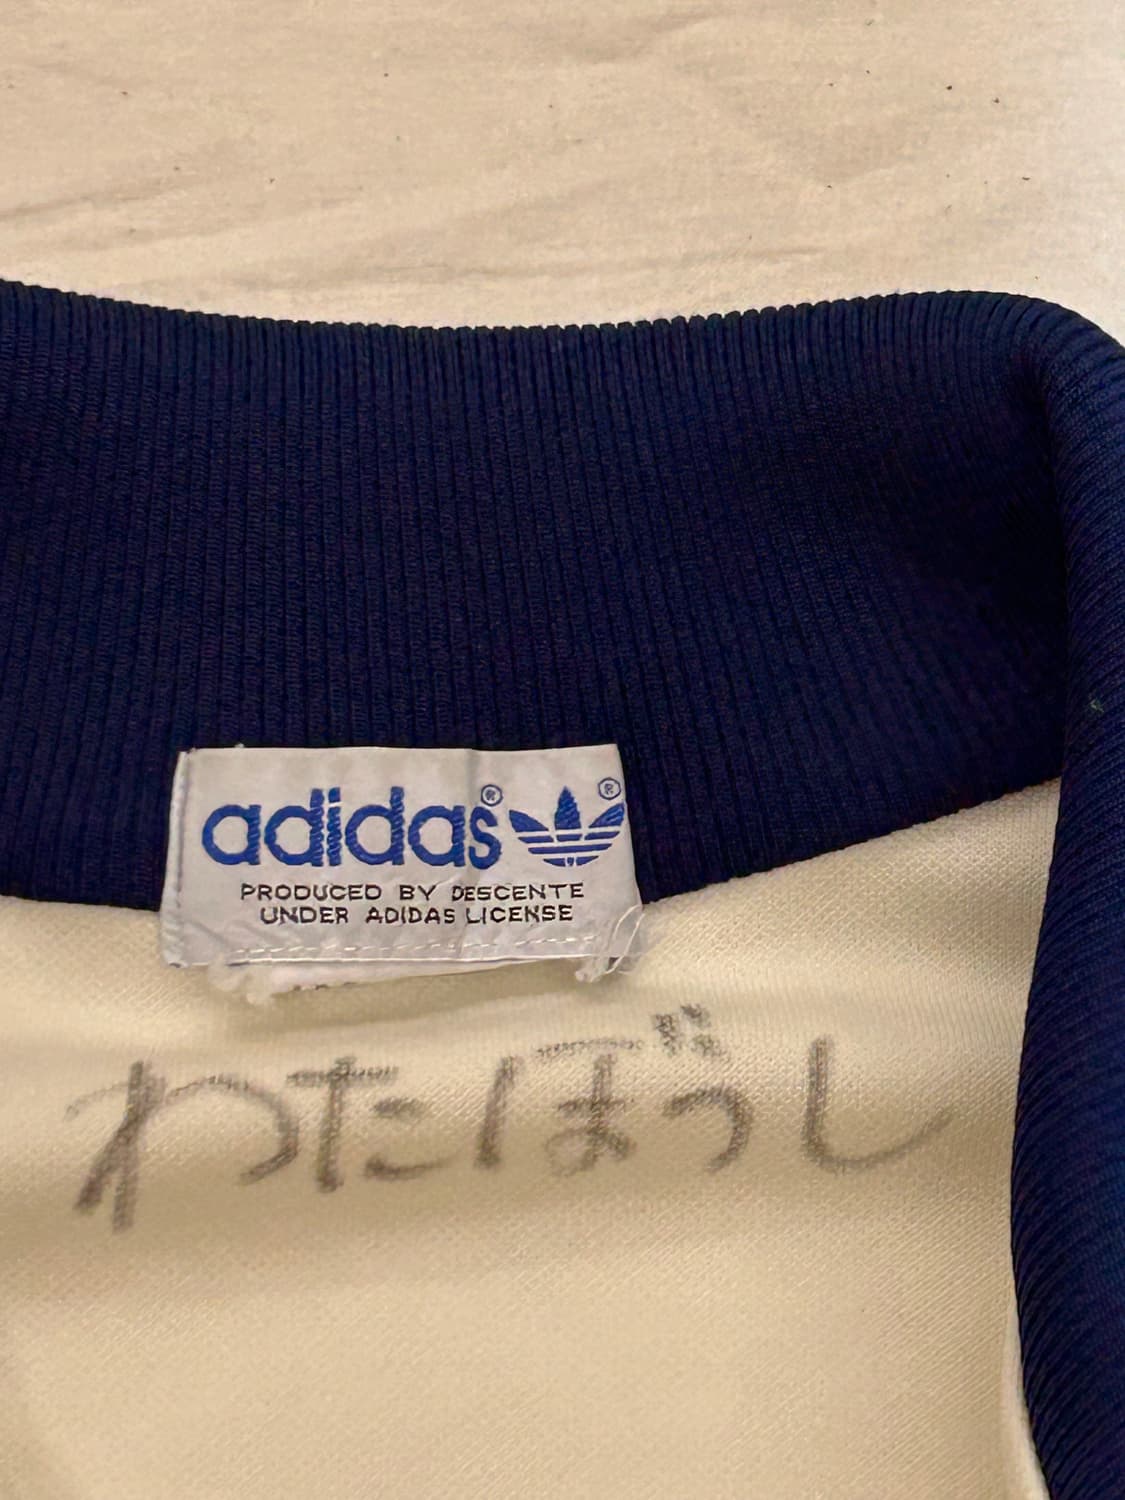 adidas® ®
PRODUCED BY DESCENTE
UNDER ADIDAS LICENSE
わたぼうし